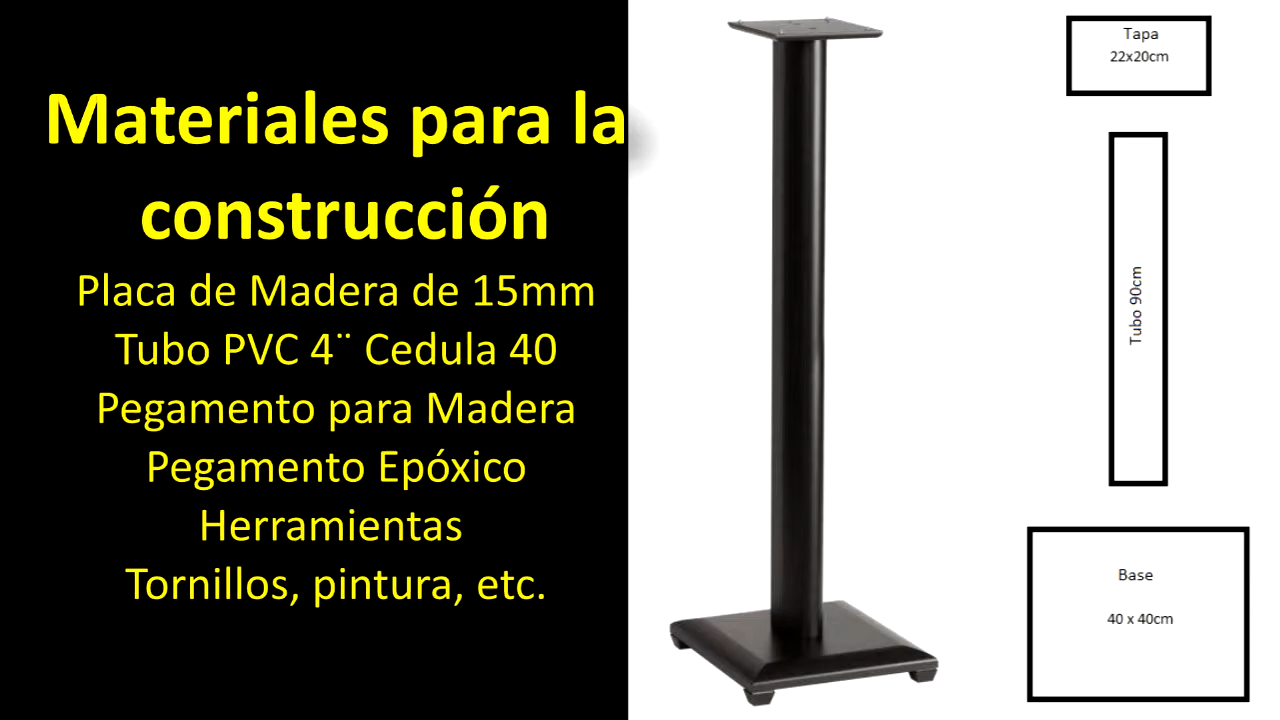 Materiales para la
construcción
Placa de Madera de 15mm
Tubo PVC 4¨ Cedula 40
Pegamento para Madera
Pegamento Epóxico
Herramientas
Tornillos, pintura, etc.
Tapa
22x20cm
Tubo 90cm
Base
40 x 40cm